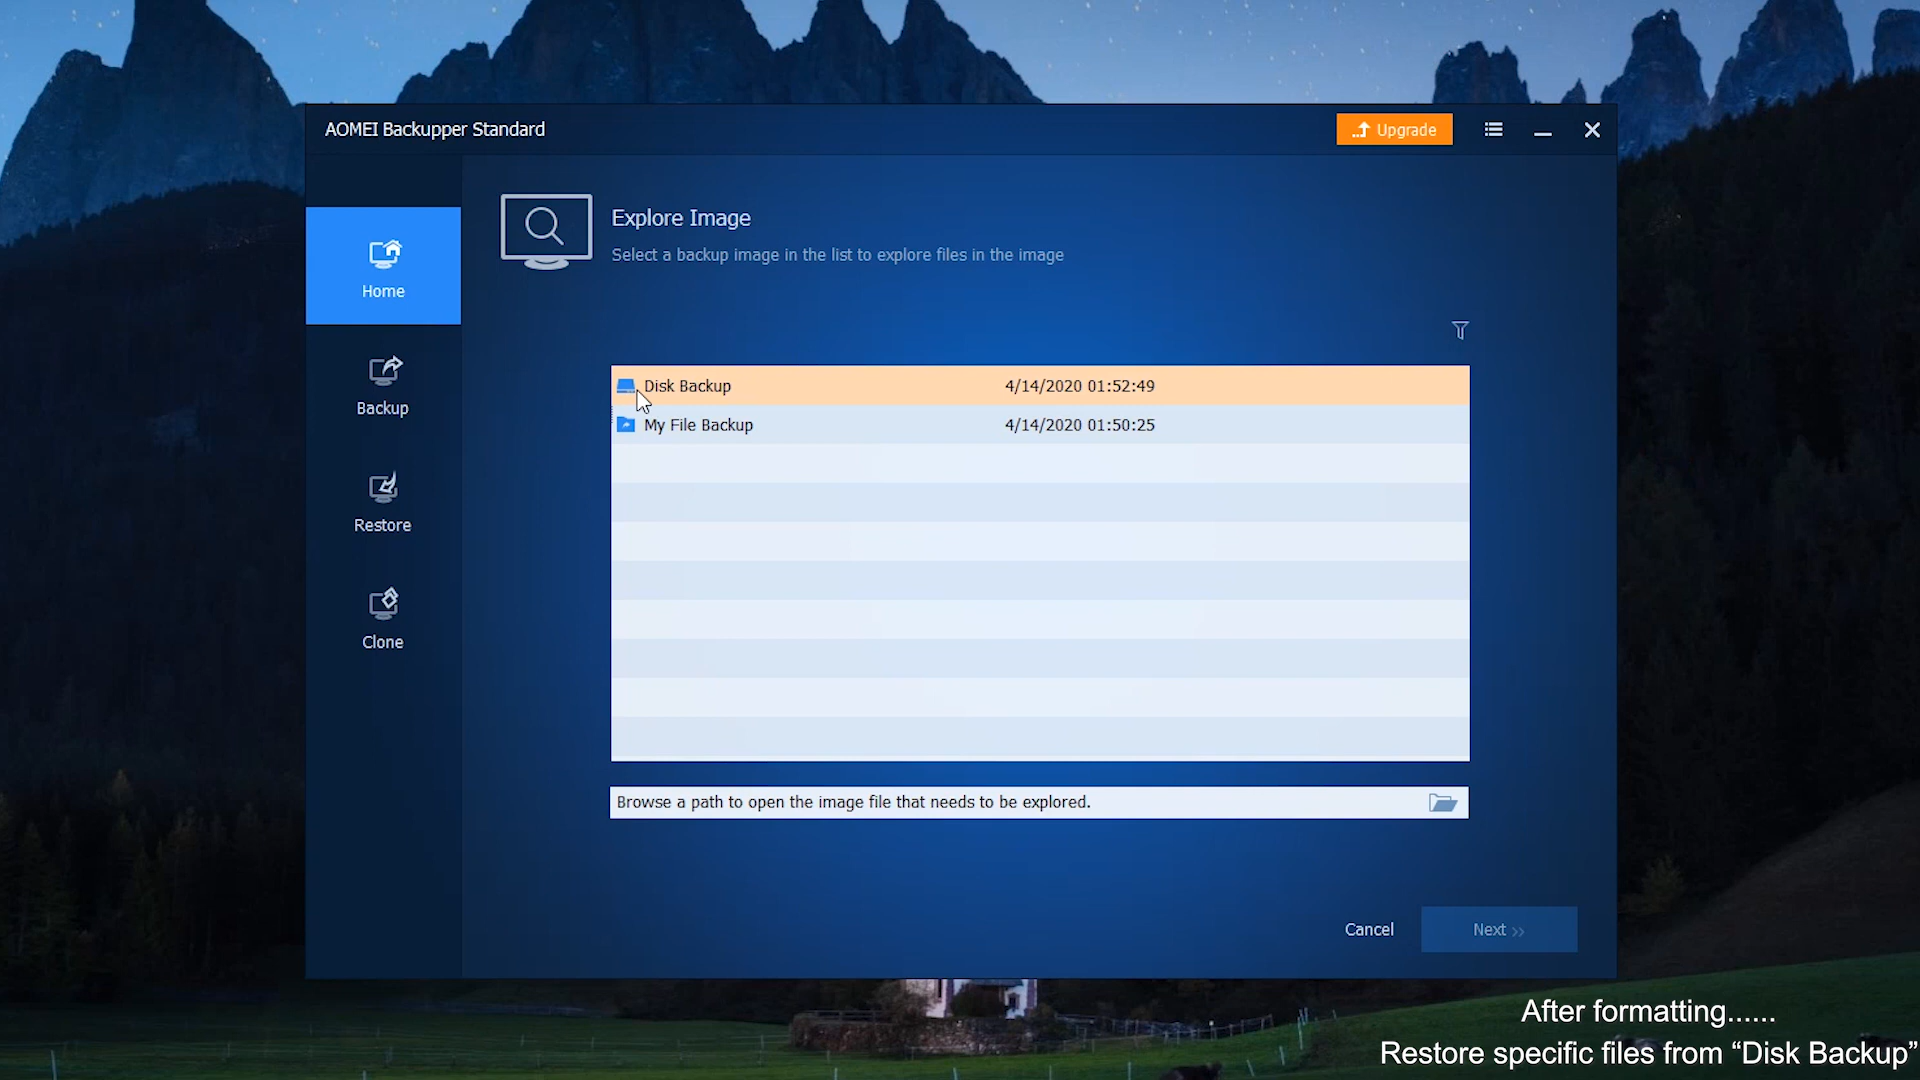 AOMEI Backupper Standard
Upgrade
Explore Image
Select a backup image in the list to explore files in the image
Home
Backup
Restore
Clone
Disk Backup 4/14/2020 01:52:49
My File Backup 4/14/2020 01:50:25
Browse a path to open the image file that needs to be explored.
Cancel
Next >>
After formatting......
Restore specific files from “Disk Backup”